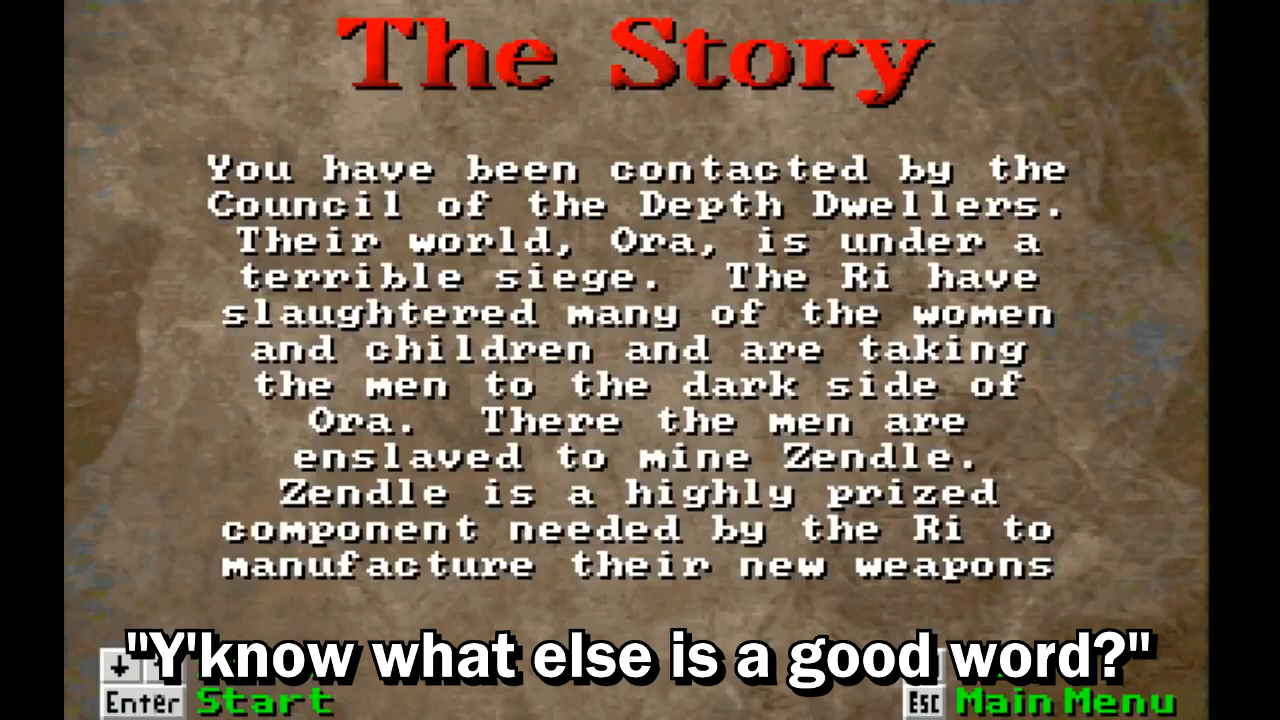 The Story
You have been contacted by the
Council of the Depth Dwellers.
Their world, Ora, is under a
terrible siege.  The Ri have
slaughtered many of the women
and children and are taking
the men to the dark side of
Ora.  There the men are
enslaved to mine Zendle.
Zendle is a highly prized
component needed by the Ri to
manufacture their new weapons
"Y'know what else is a good word?"
Enter Start
Esc Main Menu